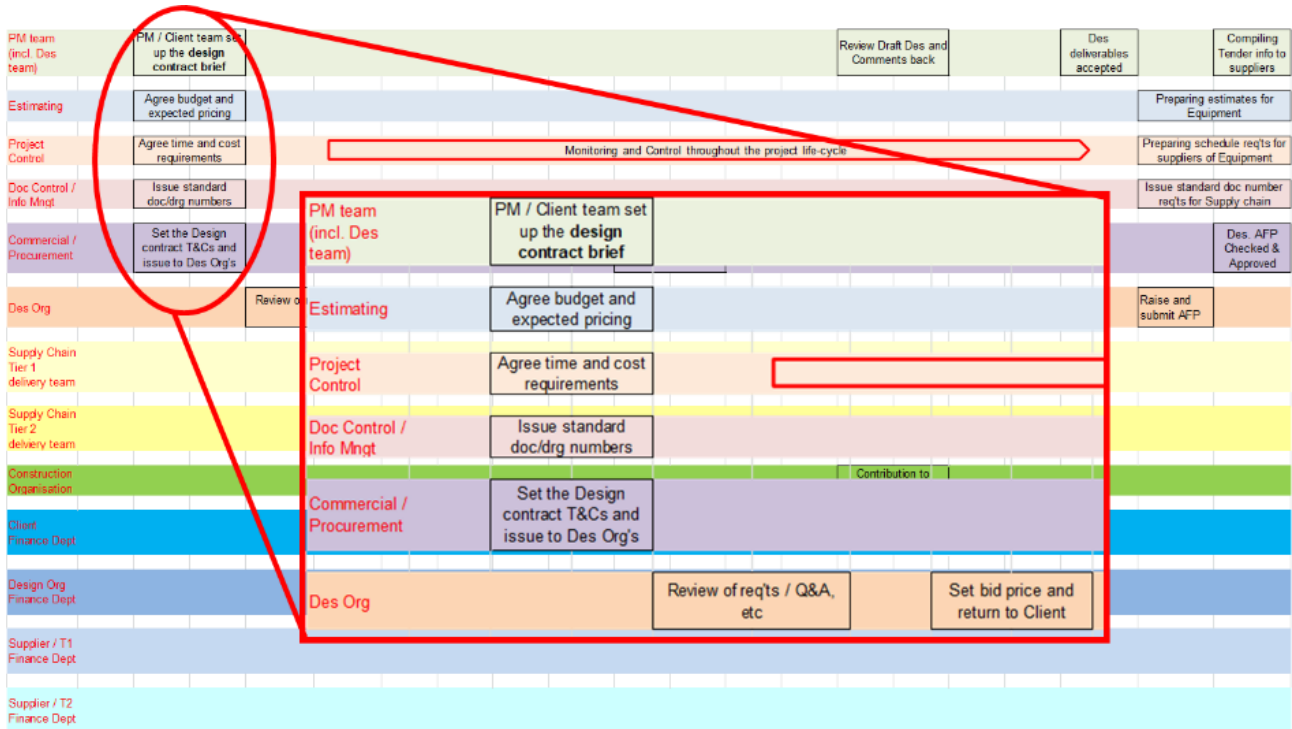 PM team
(incl. Des
team)
PM / Client team set
up the design
contract brief
Review Draft Des and
Comments back
Des
deliverables
accepted
Compiling
Tender info to
suppliers
Estimating
Agree budget and
expected pricing
Preparing estimates for
Equipment
Project
Control
Agree time and cost
requirements
Monitoring and Control throughout the project life-cycle
Preparing schedule req'ts for
suppliers of Equipment
Doc Control /
Info Mngt
Issue standard
doc/drg numbers
Issue standard doc number
req'ts for Supply chain
Commercial /
Procurement
Set the Design
contract T&Cs and
issue to Des Org's
Des. AFP
Checked &
Approved
Des Org
Review
Raise and
submit AFP
Supply Chain
Tier 1
delivery team
Supply Chain
Tier 2
delviery team
Construction
Organisation
Contribution to
Client
Finance Dept
Design Org
Finance Dept
Supplier / T1
Finance Dept
Supplier / T2
Finance Dept
PM team
(incl. Des
team)
PM / Client team set
up the design
contract brief
Estimating
Agree budget and
expected pricing
Project
Control
Agree time and cost
requirements
Doc Control /
Info Mngt
Issue standard
doc/drg numbers
Commercial /
Procurement
Set the Design
contract T&Cs and
issue to Des Org's
Des Org
Review of req'ts / Q&A,
etc
Set bid price and
return to Client